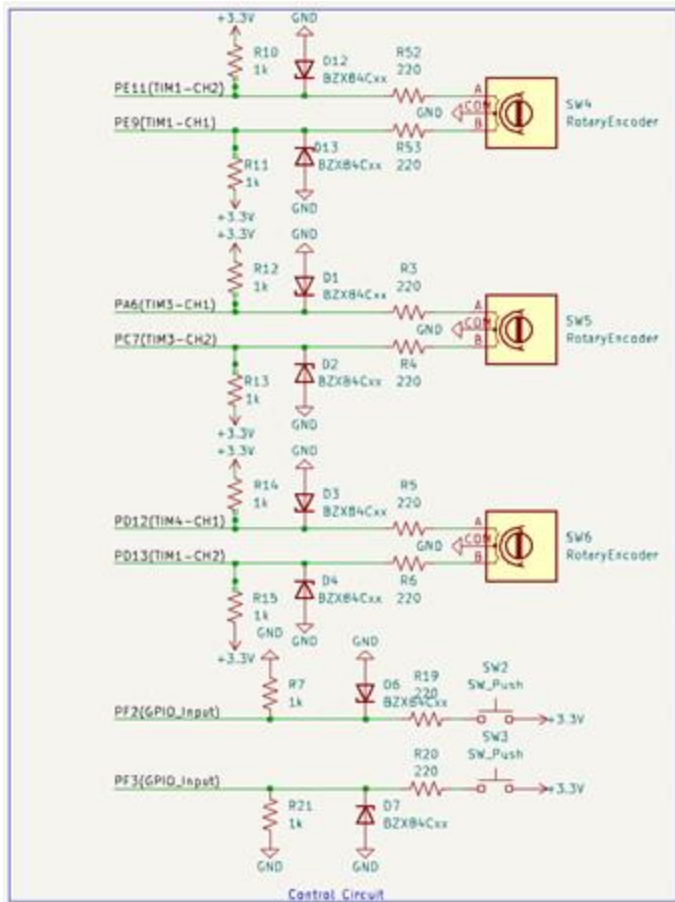 +3.3V GND
R10
1k
D12
BZX84Cxx
R52
220
PE11(TIM1-CH2)
A
GND CON
B
SW4
RotaryEncoder
PE9(TIM1-CH1)
R11
1k
D13
BZX84Cxx
R53
220
+3.3V GND
+3.3V GND
R12
1k
D1
BZX84Cxx
R3
220
PA6(TIM3-CH1)
A
GND CON
B
SW5
RotaryEncoder
PC7(TIM3-CH2)
R13
1k
D2
BZX84Cxx
R4
220
+3.3V GND
+3.3V GND
R14
1k
D3
BZX84Cxx
R5
220
PD12(TIM4-CH1)
A
GND CON
B
SW6
RotaryEncoder
PD13(TIM1-CH2)
R15
1k
D4
BZX84Cxx
R6
220
+3.3V GND
GND GND
R7
1k
D6
BZX84Cxx
R19
220
SW2
SW_Push
PF2(GPIO_Input)
+3.3V
R20
220
SW3
SW_Push
PF3(GPIO_Input)
+3.3V
R21
1k
D7
BZX84Cxx
GND GND
Control Circuit